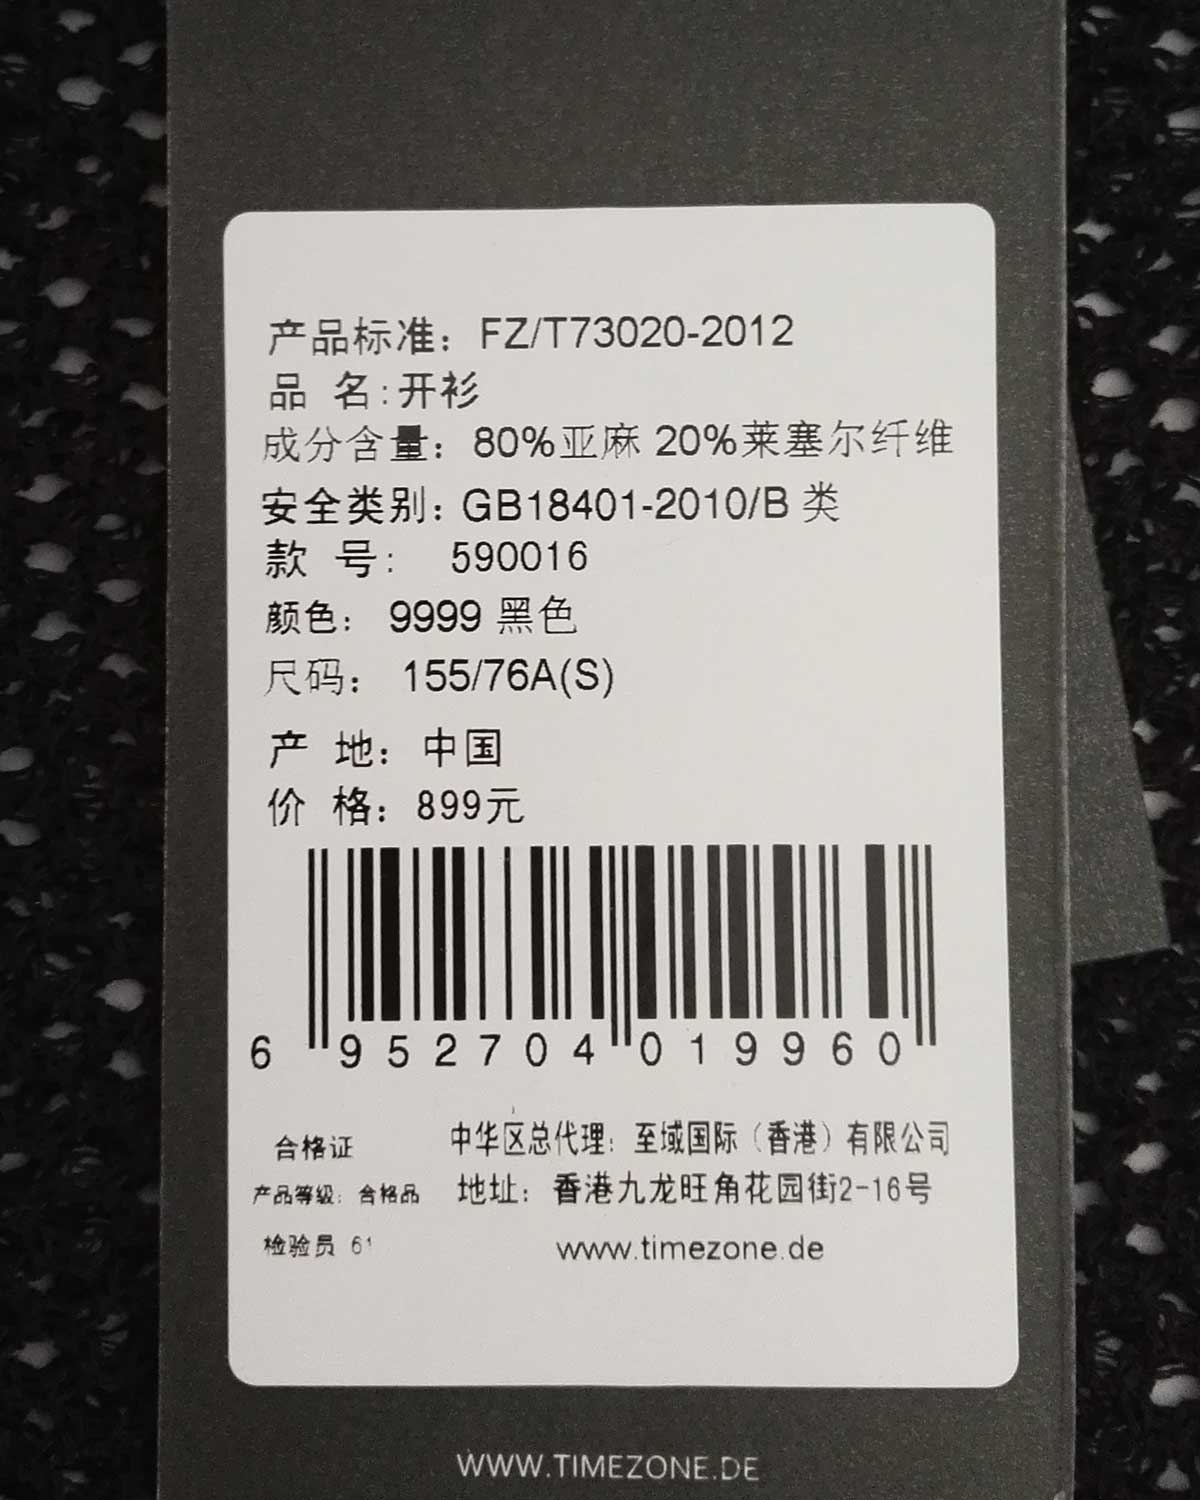 产品标准：FZ/T73020-2012
品 名:开衫
成分含量：80%亚麻 20%莱塞尔纤维
安全类别：GB18401-2010/B 类
款 号： 590016
颜色： 9999 黑色
尺码： 155/76A(S)
产 地： 中国
价 格：899元
6 952704 019960
合格证
产品等级：合格品
检验员 61
中华区总代理：至域国际（香港）有限公司
地址：香港九龙旺角花园街2-16号
www.timezone.de
WWW.TIMEZONE.DE